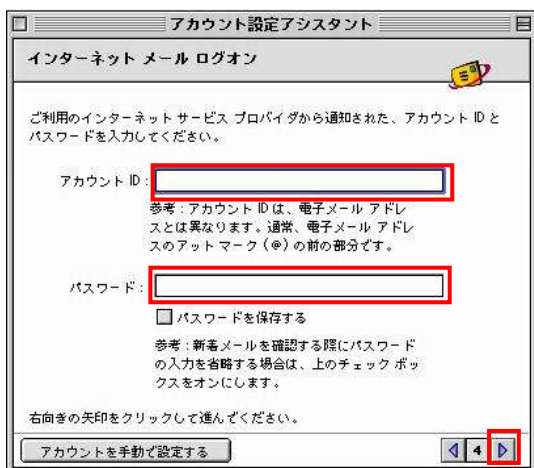 アカウント設定アシスタント
インターネット メール ログオン
ご利用のインターネット サービス プロバイダから通知された、アカウント ID と
パスワードを入力してください。
アカウント ID :
参考 : アカウント ID は、電子メール アドレ
スとは異なります。通常、電子メール アドレ
スのアット マーク (@) の前の部分です。
パスワード :
パスワードを保存する
参考 : 新着メールを確認する際にパスワード
の入力を省略する場合は、上のチェック ボッ
クスをオンにします。
右向きの矢印をクリックして進んでください。
アカウントを手動で設定する 4